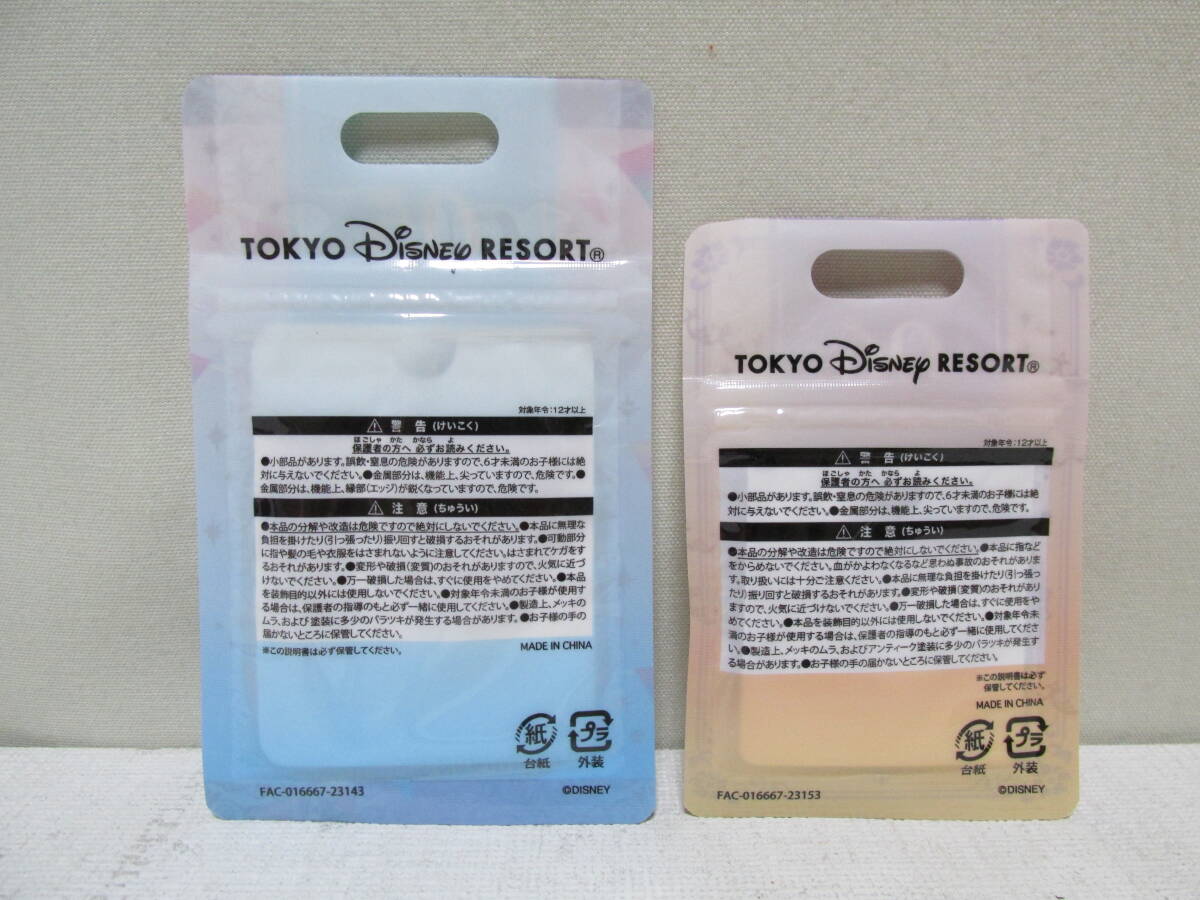 TOKYO Disney RESORT®
対象年令:12才以上
⚠ 警 告 (けいこく)
ほごしゃ かた かなら よ
保護者の方へ 必ずお読みください。
●小部品があります。誤飲・窒息の危険がありますので、6才未満のお子様には絶
対に与えないでください。●金属部分は、機能上、尖っていますので、危険です。●
金属部分は、機能上、縁部(エッジ)が鋭くなっていますので、危険です。
⚠ 注 意 (ちゅうい)
●本品の分解や改造は危険ですので絶対にしないでください。●本品に無理な
負担を掛けたり(引っ張ったり)振り回すと破損するおそれがあります。●可動部分
に指や髪の毛や衣服をはさまれないように注意してください。はさまれてケガをす
るおそれがあります。●変形や破損(変質)のおそれがありますので、火気に近づ
けないでください。●万一破損した場合は、すぐに使用をやめてください。●本品
を装飾目的以外には使用しないでください。●対象年令未満のお子様が使用す
る場合は、保護者の指導のもと必ず一緒に使用してください。●製造上、メッキの
ムラ、および塗装に多少のバラツキが発生する場合があります。●お子様の手の
届かないところに保管してください。
※この説明書は必ず保管してください。
MADE IN CHINA
紙 プラ
台紙 外装
FAC-016667-23143
©DISNEY
TOKYO Disney RESORT®
対象年令:12才以上
⚠ 警 告 (けいこく)
ほごしゃ かた かなら よ
保護者の方へ 必ずお読みください。
●小部品があります。誤飲・窒息の危険がありますので、6才未満のお子様には絶
対に与えないでください。●金属部分は、機能上、尖っていますので、危険です。
⚠ 注 意 (ちゅうい)
●本品の分解や改造は危険ですので絶対にしないでください。●本品に指など
をからめないでください。血がかよわなくなるなど思わぬ事故のおそれがありま
す。取り扱いには十分ご注意ください。●本品に無理な負担を掛けたり(引っ張っ
たり)振り回すと破損するおそれがあります。●変形や破損(変質)のおそれがあり
ますので、火気に近づけないでください。●万一破損した場合は、すぐに使用をや
めてください。●本品を装飾目的以外には使用しないでください。●対象年令未
満のお子様が使用する場合は、保護者の指導のもと必ず一緒に使用してくださ
い。●製造上、メッキのムラ、およびアンティーク塗装に多少のバラツキが発生す
る場合があります。●お子様の手の届かないところに保管してください。
※この説明書は必ず
保管してください。
MADE IN CHINA
紙 プラ
台紙 外装
FAC-016667-23153
©DISNEY